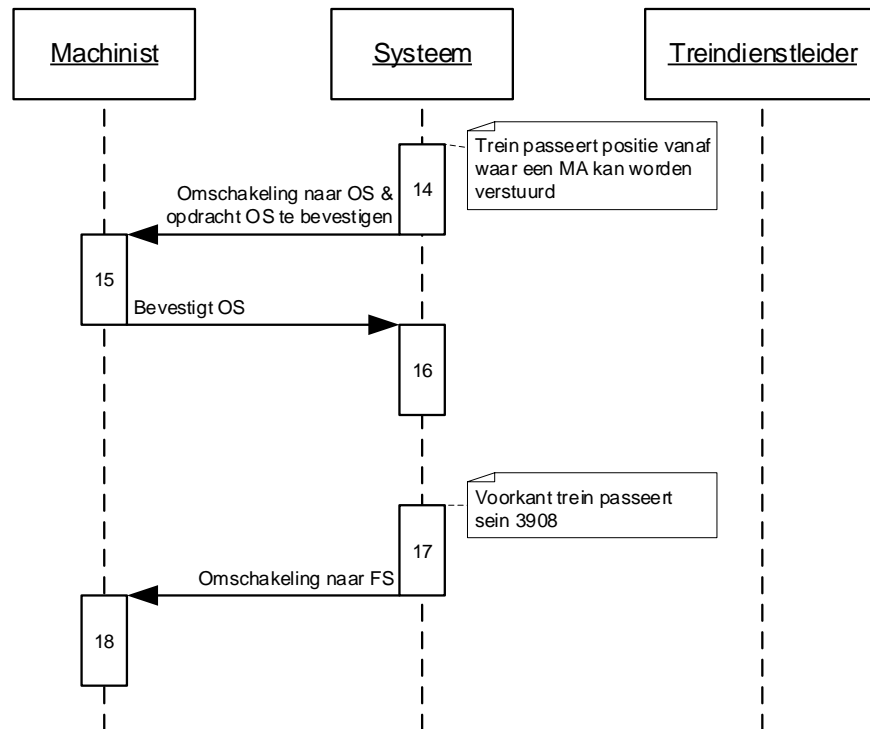 Machinist
Systeem
Treindienstleider
Trein passeert positie vanaf
waar een MA kan worden
verstuurd
14
Omschakeling naar OS &
opdracht OS te bevestigen
15
Bevestigt OS
16
Voorkant trein passeert
sein 3908
17
Omschakeling naar FS
18